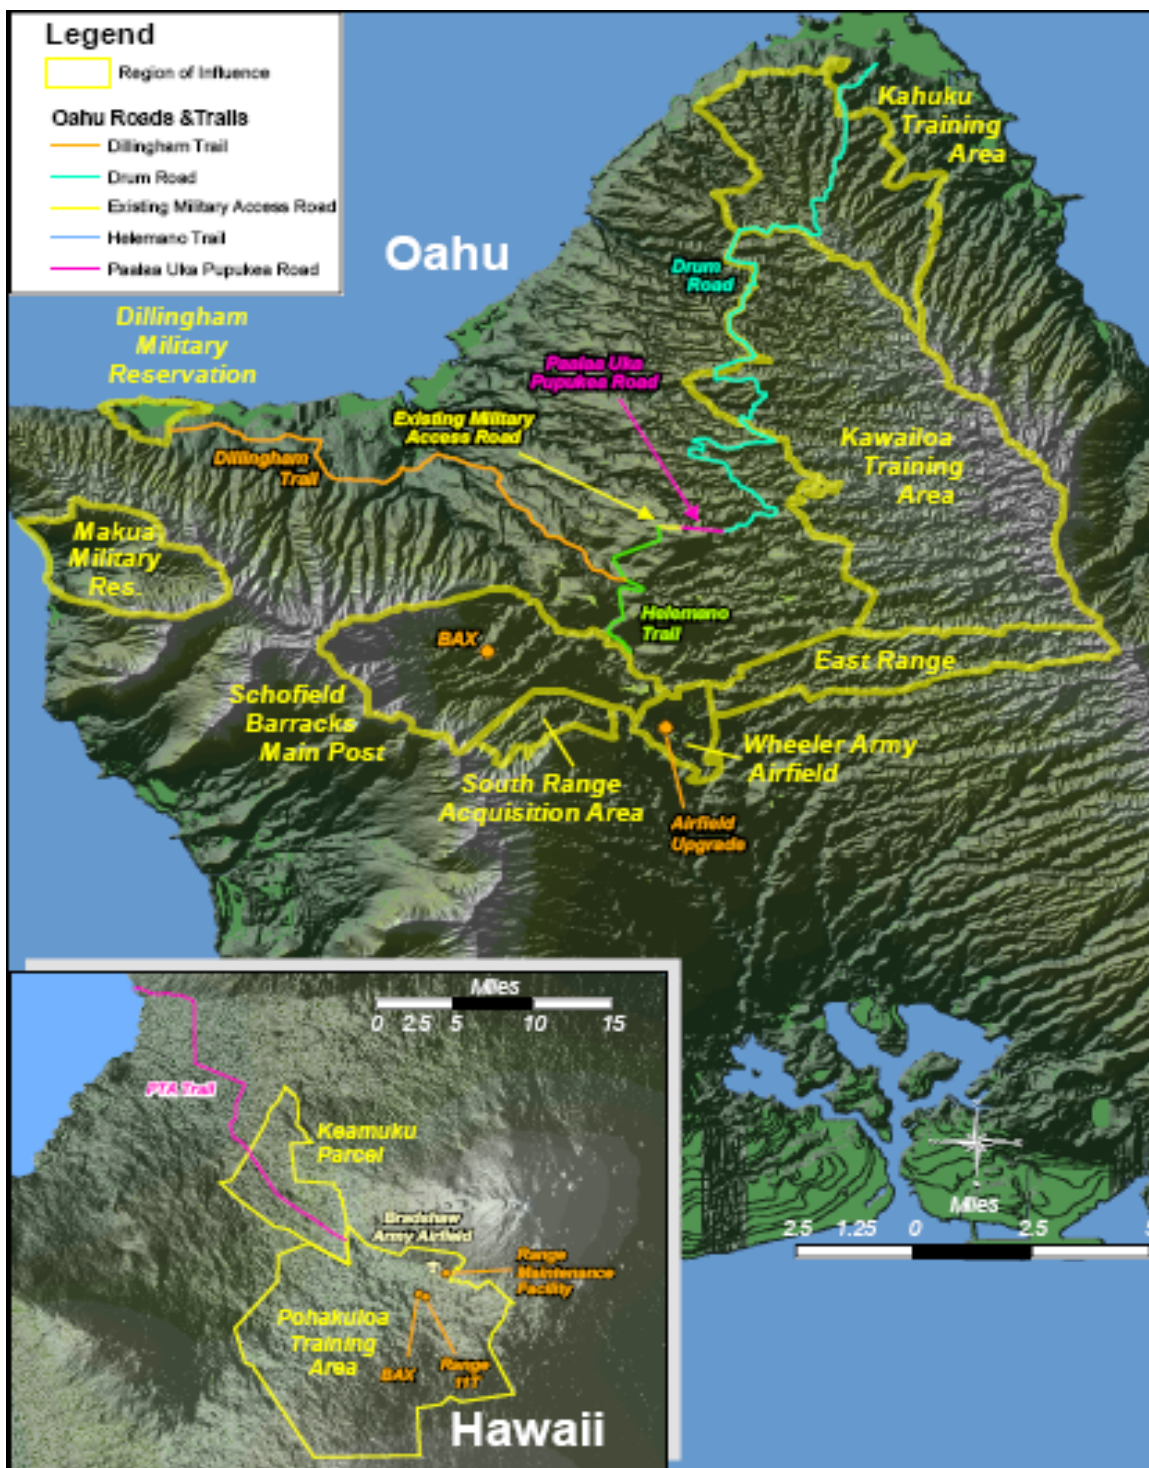 Legend
Region of Influence
Oahu Roads &Trails
Dillingham Trail
Drum Road
Existing Military Access Road
Helemano Trail
Paalaa Uka Pupukea Road
Oahu
Kahuku
Training
Area
Drum
Road
Dillingham
Military
Reservation
Paalaa Uka
Pupukea Road
Existing Military
Access Road
Dillingham
Trail
Kawailoa
Training
Area
Makua
Military
Res.
Helemano
Trail
BAX
East Range
Schofield
Barracks
Main Post
South Range
Acquisition Area
Wheeler Army
Airfield
Airfield
Upgrade
Miles
2.5 1.25 0 2.5 5
Miles
0 2.5 5 10 15
PTA Trail
Keamuku
Parcel
Bradshaw
Army Airfield
Range
Maintenance
Facility
Pohakuloa
Training
Area
BAX
Range
11T
Hawaii